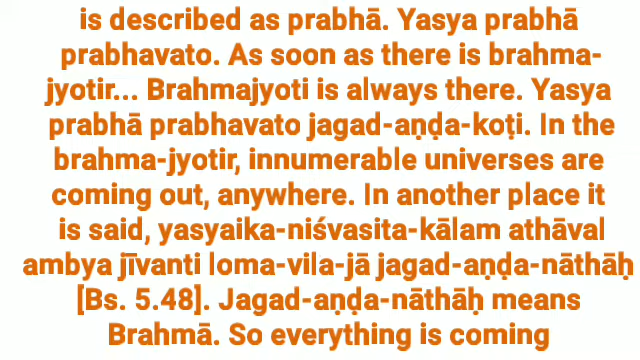 is described as prabhā. Yasya prabhā
prabhavato. As soon as there is brahma-
jyotir... Brahmajyoti is always there. Yasya
prabhā prabhavato jagad-aṇḍa-koṭi. In the
brahma-jyotir, innumerable universes are
coming out, anywhere. In another place it
is said, yasyaika-niśvasita-kālam athāval
ambya jīvanti loma-vila-jā jagad-aṇḍa-nāthāḥ
[Bs. 5.48]. Jagad-aṇḍa-nāthāḥ means
Brahmā. So everything is coming